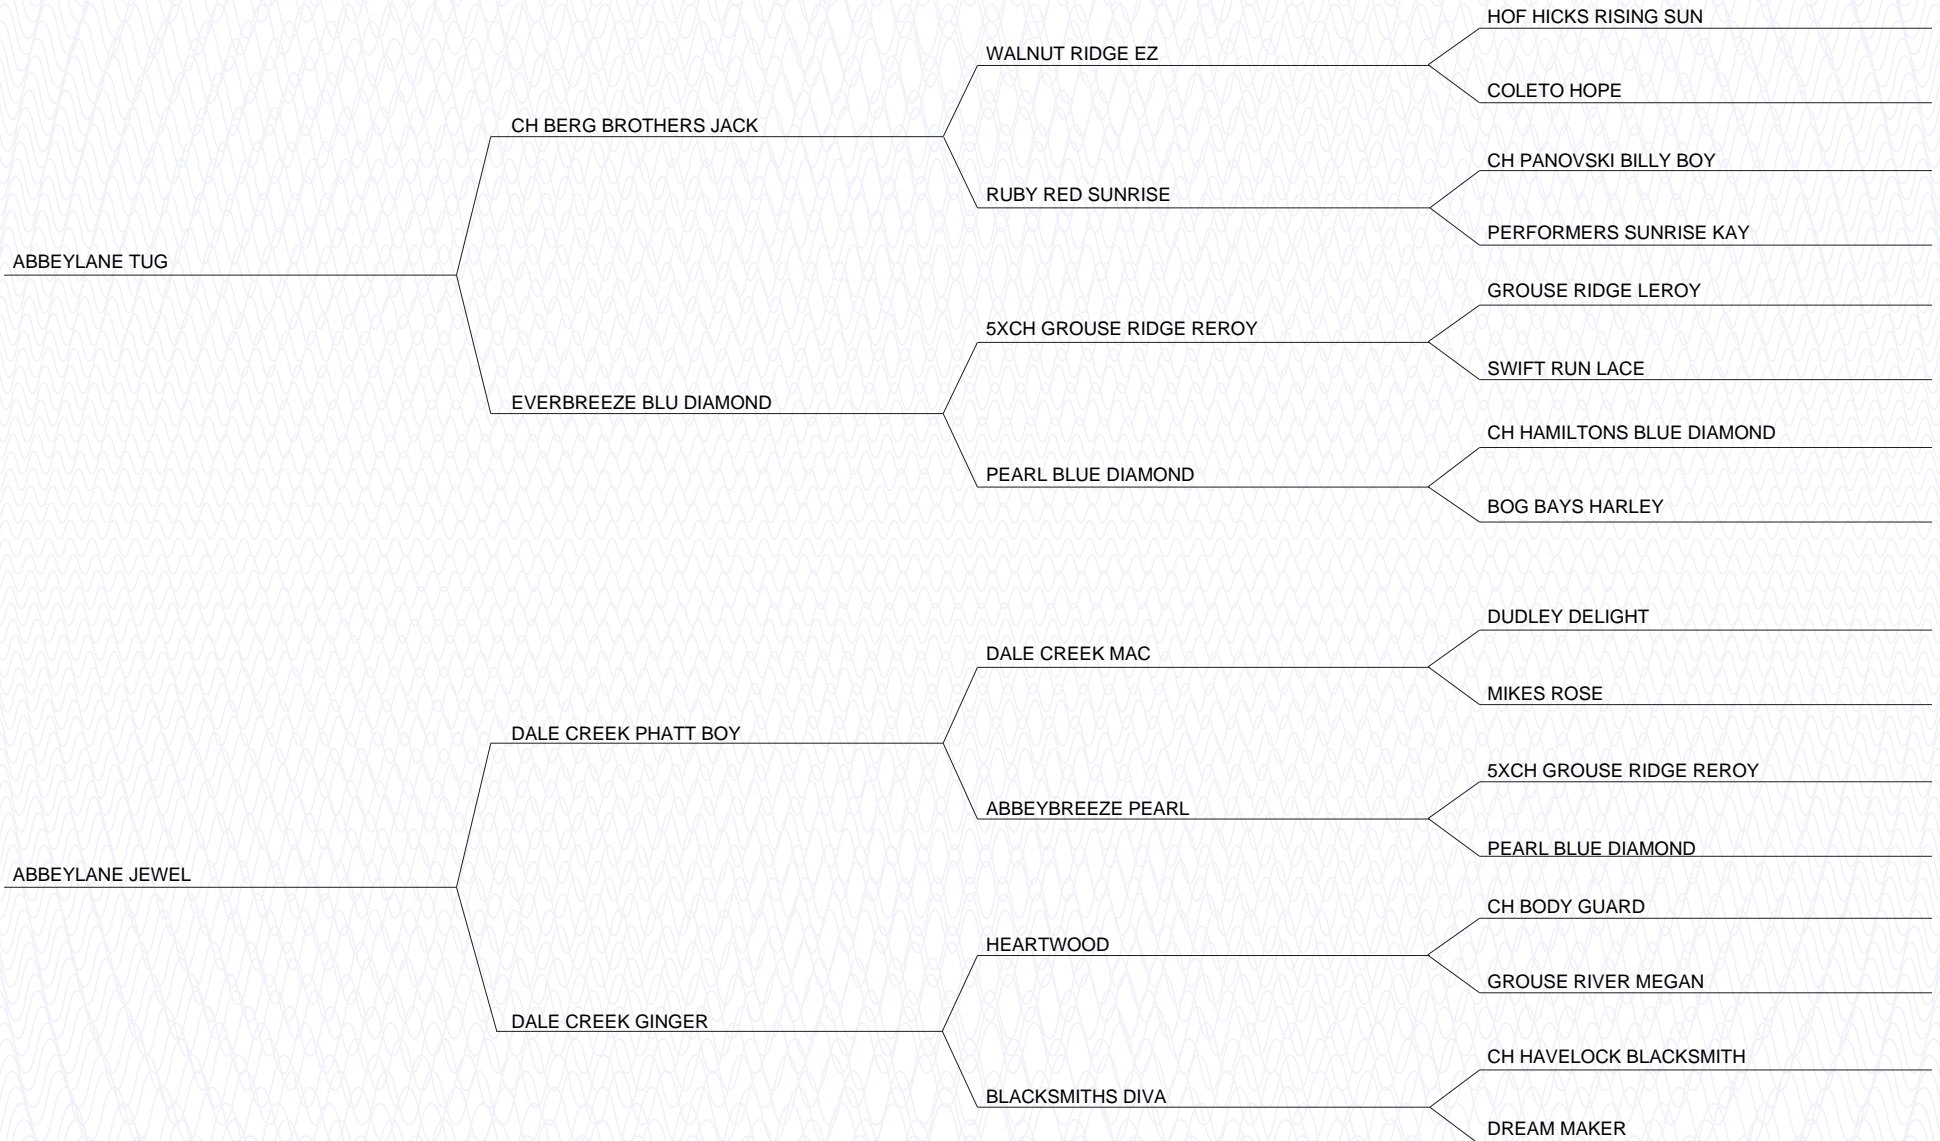 HOF HICKS RISING SUN
WALNUT RIDGE EZ
COLETO HOPE
CH BERG BROTHERS JACK
CH PANOVSKI BILLY BOY
RUBY RED SUNRISE
PERFORMERS SUNRISE KAY
ABBEYLANE TUG
GROUSE RIDGE LEROY
5XCH GROUSE RIDGE REROY
SWIFT RUN LACE
EVERBREEZE BLU DIAMOND
CH HAMILTONS BLUE DIAMOND
PEARL BLUE DIAMOND
BOG BAYS HARLEY
DUDLEY DELIGHT
DALE CREEK MAC
MIKES ROSE
DALE CREEK PHATT BOY
5XCH GROUSE RIDGE REROY
ABBEYBREEZE PEARL
PEARL BLUE DIAMOND
ABBEYLANE JEWEL
CH BODY GUARD
HEARTWOOD
GROUSE RIVER MEGAN
DALE CREEK GINGER
CH HAVELOCK BLACKSMITH
BLACKSMITHS DIVA
DREAM MAKER